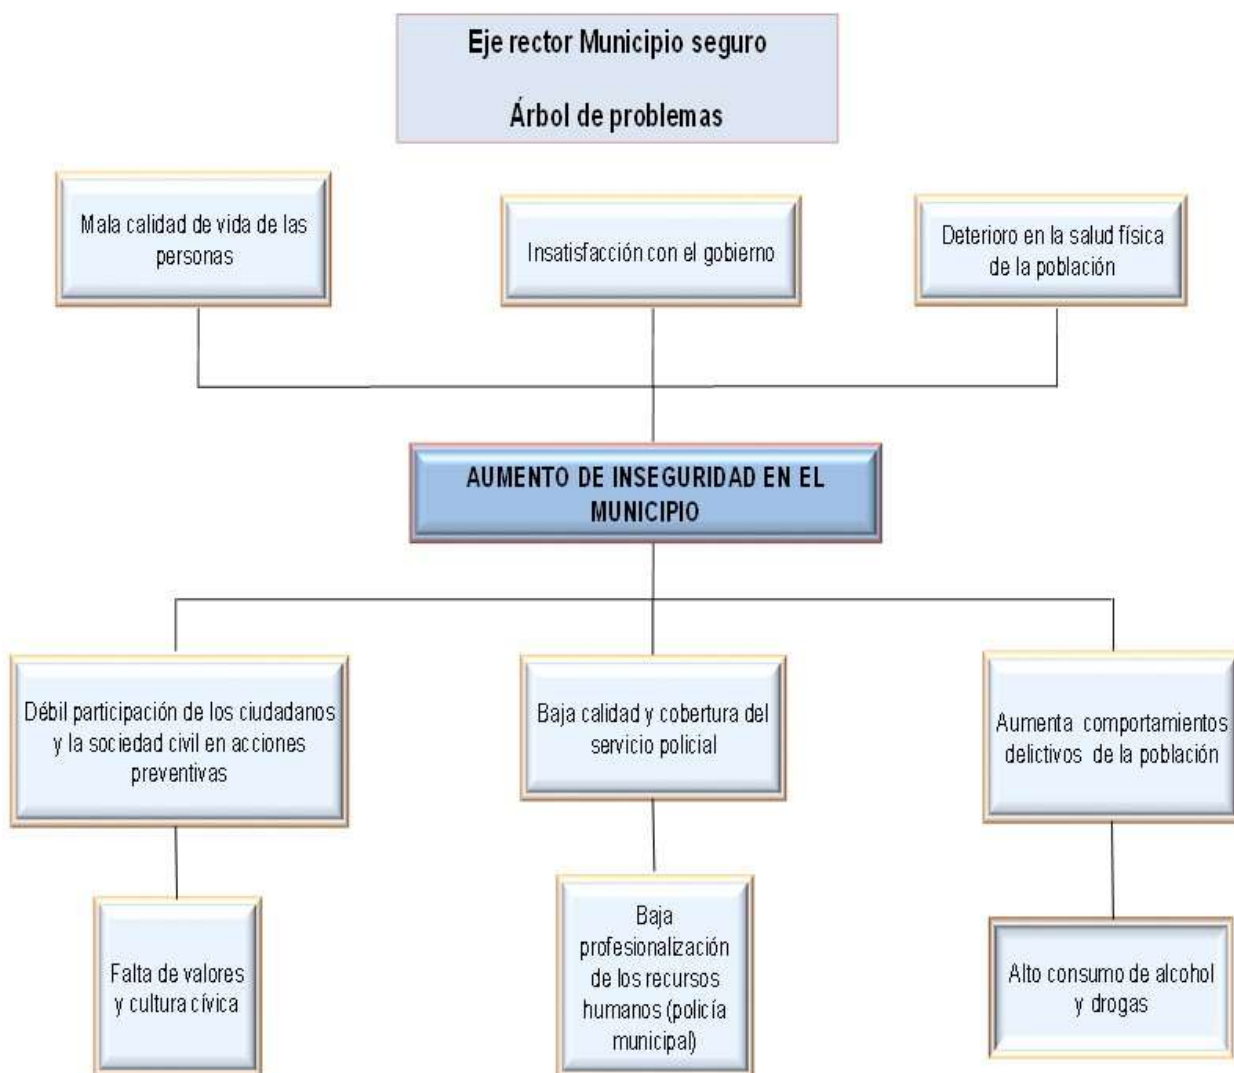 Eje rector Municipio seguro
Árbol de problemas
Mala calidad de vida de las
personas
Insatisfacción con el gobierno
Deterioro en la salud física
de la población
AUMENTO DE INSEGURIDAD EN EL
MUNICIPIO
Débil participación de los ciudadanos
y la sociedad civil en acciones
preventivas
Baja calidad y cobertura del
servicio policial
Aumenta comportamientos
delictivos de la población
Falta de valores
y cultura cívica
Baja
profesionalización
de los recursos
humanos (policía
municipal)
Alto consumo de alcohol
y drogas